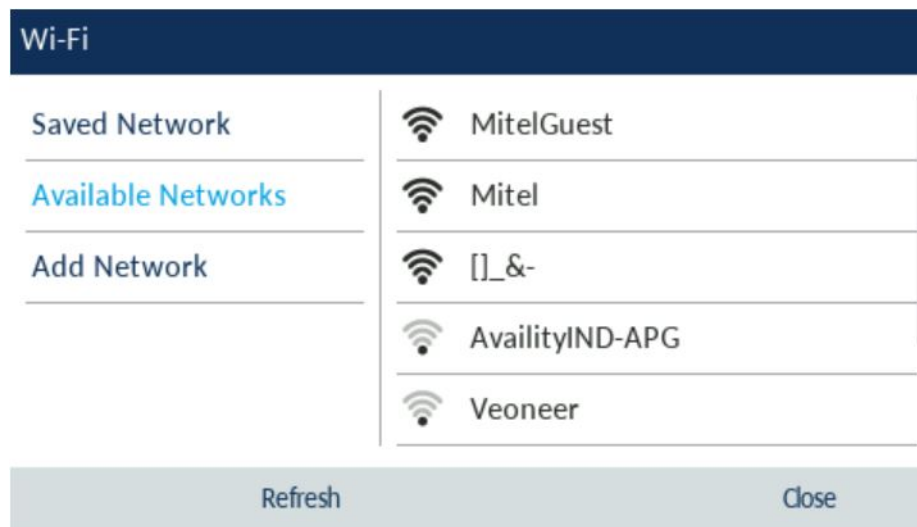 Wi-Fi
Saved Network
Available Networks
Add Network
MitelGuest
Mitel
[]_&-
AvailityIND-APG
Veoneer
Refresh
Close